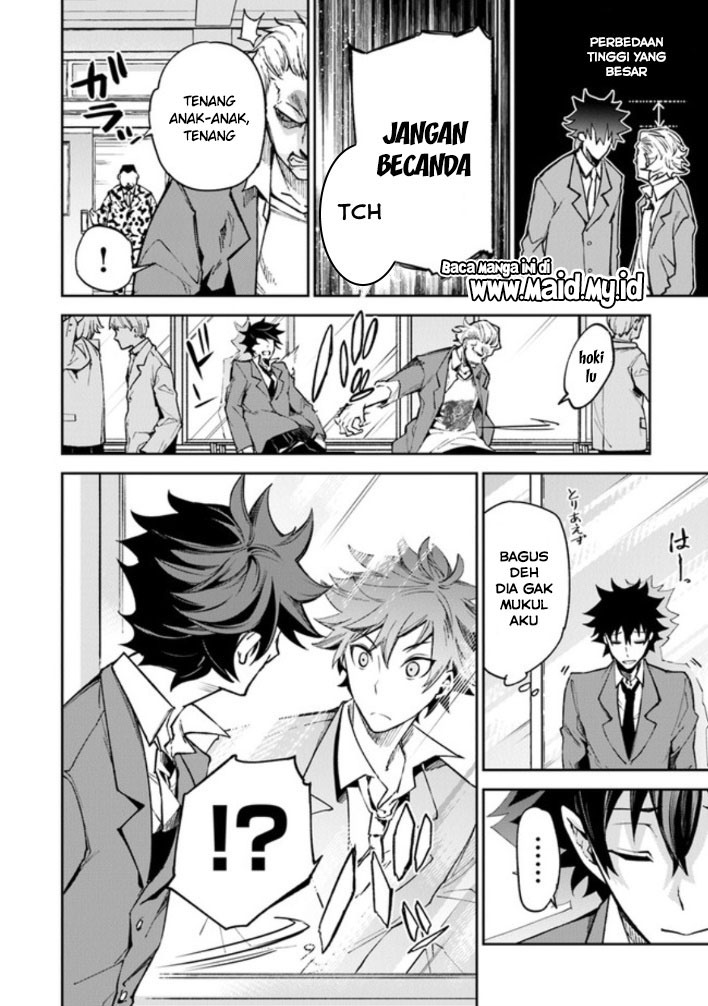 PERBEDAAN
TINGGI YANG
BESAR
JANGAN
BECANDA
TCH
TENANG
ANAK-ANAK,
TENANG
ガラッ
!
Baca Manga ini di
www.Maid.My.id
hoki
lu
ドンッ
はーっ
とりあえず
BAGUS
DEH
DIA GAK
MUKUL
AKU
......
!?